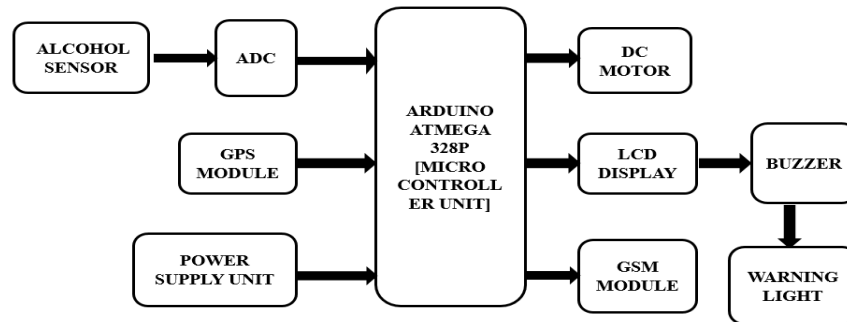 ALCOHOL
SENSOR
ADC
GPS
MODULE
POWER
SUPPLY UNIT
ARDUINO
ATMEGA
328P
[MICRO
CONTROLL
ER UNIT]
DC
MOTOR
LCD
DISPLAY
BUZZER
GSM
MODULE
WARNING
LIGHT